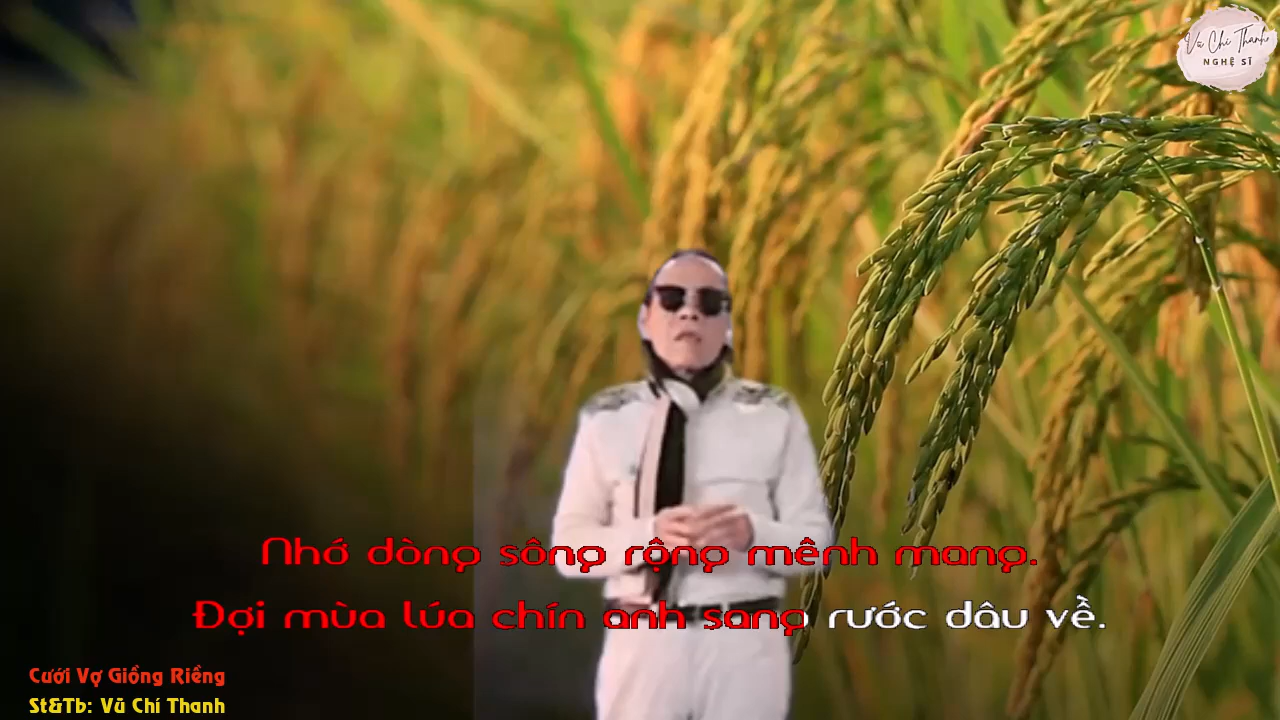 Vũ Chí Thanh
NGHỆ SĨ
Nhớ dòng sông rộng mênh mang.
Đợi mùa lúa chín anh sang rước dâu về.
Cưới Vợ Giồng Riềng
St&Tb: Vũ Chí Thanh